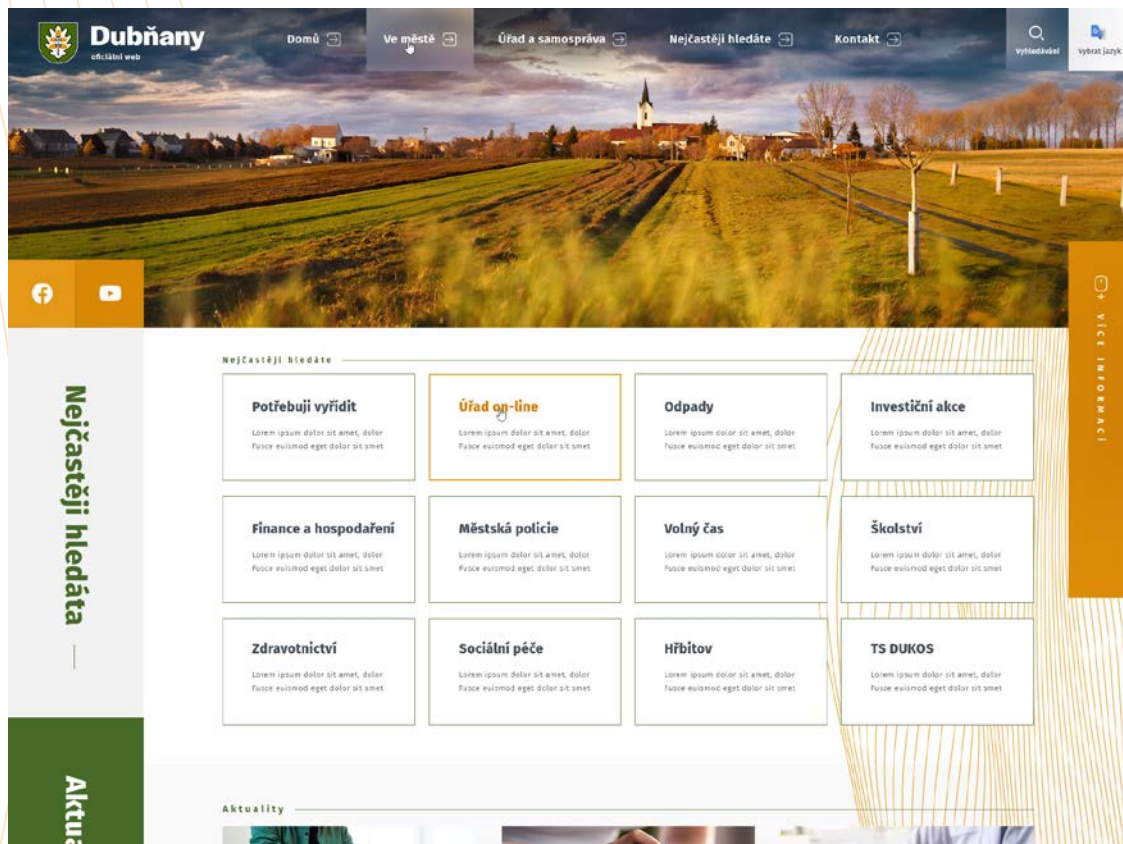 Dubňany
oficiální web
Domů
Ve městě
Úřad a samospráva
Nejčastěji hledáte
Kontakt
Vyhledávání
Vybrat jazyk
VÍCE INFORMACÍ
Nejčastěji hledáta
Nejčastěji hledáte
Potřebuji vyřídit
Lorem ipsum dolor sit amet, dolor
Fusce euismod eget dolor sit smet
Úřad on-line
Lorem ipsum dolor sit amet, dolor
Fusce euismod eget dolor sit smet
Odpady
Lorem ipsum dolor sit amet, dolor
Fusce euismod eget dolor sit smet
Investiční akce
Lorem ipsum dolor sit amet, dolor
Fusce euismod eget dolor sit smet
Finance a hospodaření
Lorem ipsum dolor sit amet, dolor
Fusce euismod eget dolor sit smet
Městská policie
Lorem ipsum dolor sit amet, dolor
Fusce euismod eget dolor sit smet
Volný čas
Lorem ipsum dolor sit amet, dolor
Fusce euismod eget dolor sit smet
Školství
Lorem ipsum dolor sit amet, dolor
Fusce euismod eget dolor sit smet
Zdravotnictví
Lorem ipsum dolor sit amet, dolor
Fusce euismod eget dolor sit smet
Sociální péče
Lorem ipsum dolor sit amet, dolor
Fusce euismod eget dolor sit smet
Hřbitov
Lorem ipsum dolor sit amet, dolor
Fusce euismod eget dolor sit smet
TS DUKOS
Lorem ipsum dolor sit amet, dolor
Fusce euismod eget dolor sit smet
Aktua
Aktuality